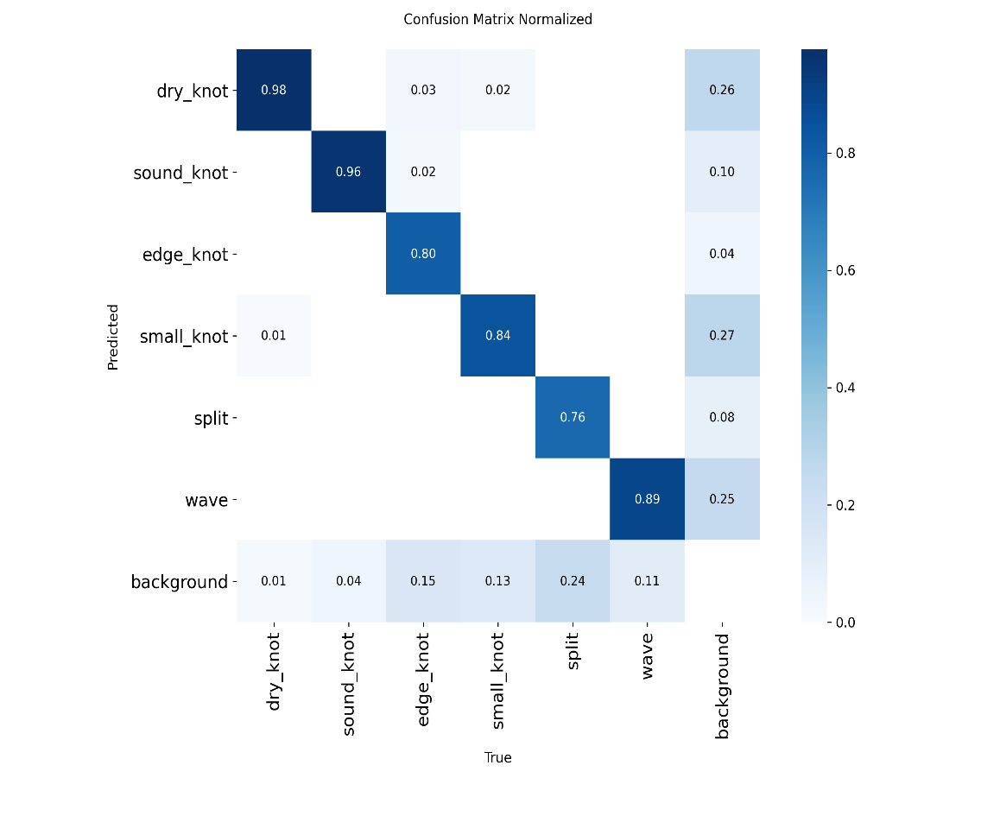 Confusion Matrix Normalized
dry_knot 0.98 0.03 0.02 0.26
sound_knot 0.96 0.02 0.10
edge_knot 0.80 0.04
small_knot 0.01 0.84 0.27
split 0.76 0.08
wave 0.89 0.25
background 0.01 0.04 0.15 0.13 0.24 0.11
Predicted
dry_knot sound_knot edge_knot small_knot split wave background
True
0.8
0.6
0.4
0.2
0.0